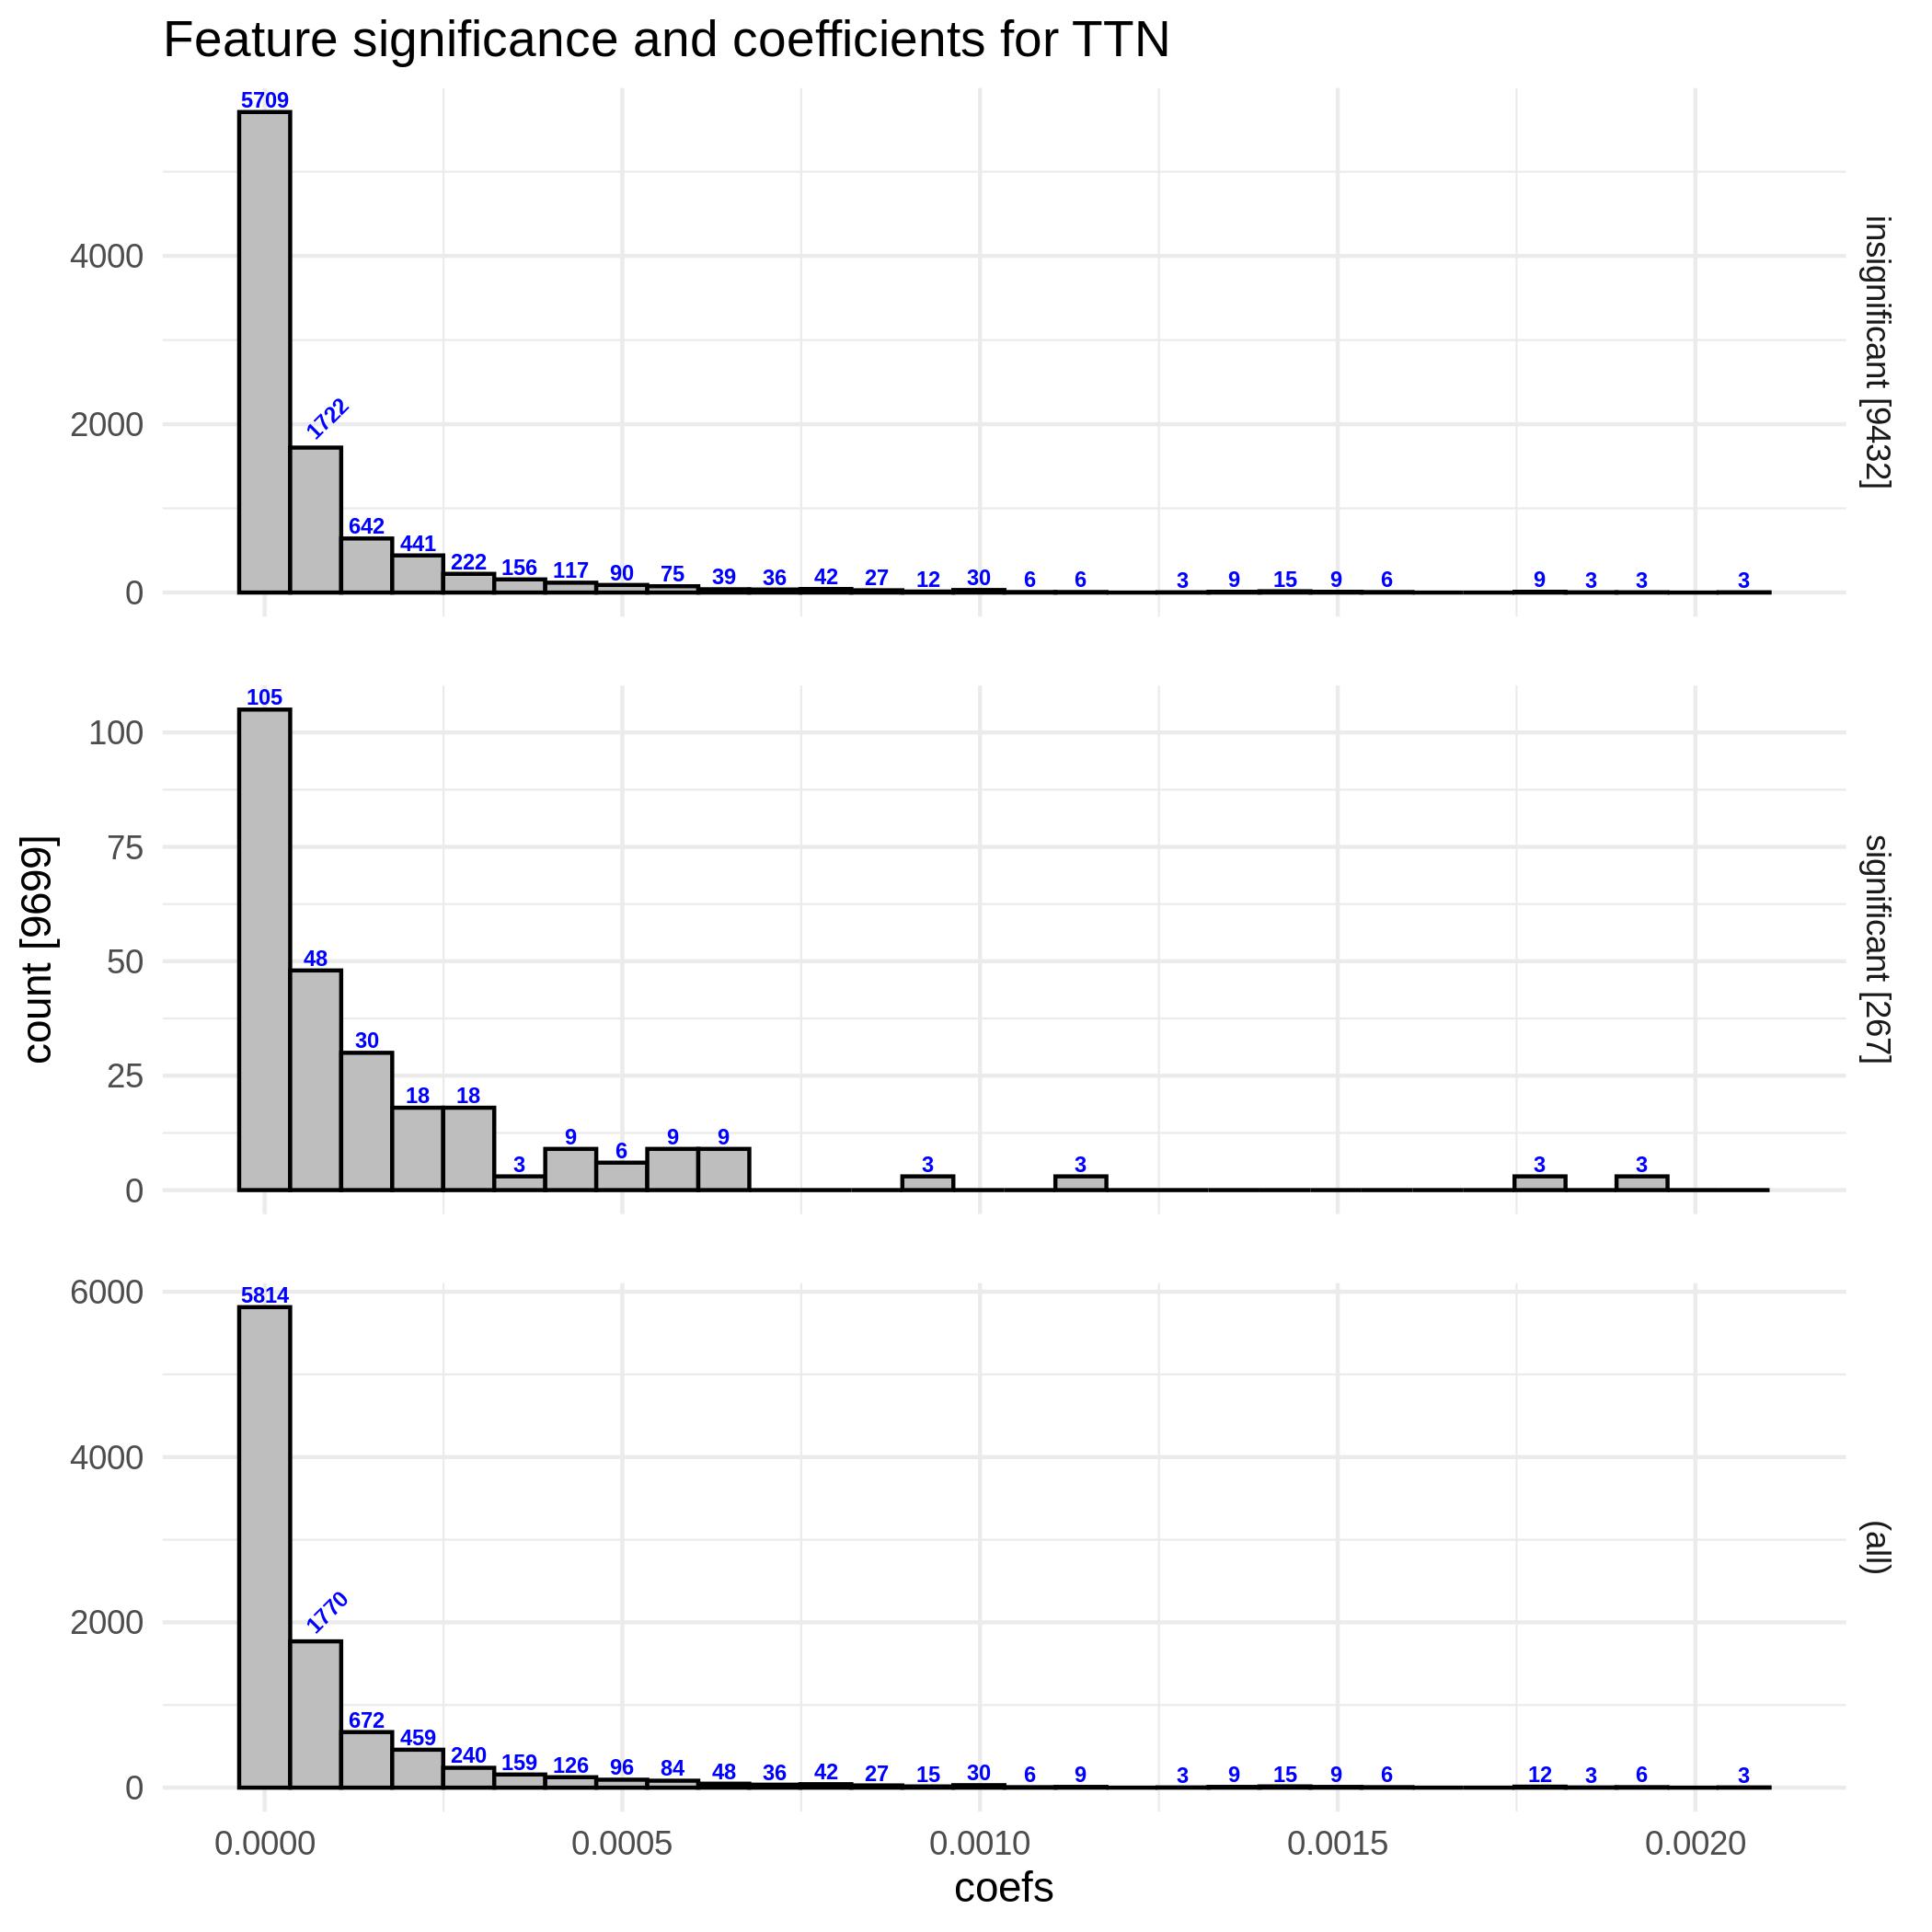 Feature significance and coefficients for TTN
5709
1722
642 441 222 156 117 90 75 39 36 42 27 12 30 6 6 3 9 15 9 6 9 3 3 3
4000
2000
0
insignificant [9432]
105
48
30
18 18
3 9 6 9 9 3 3 3 3
100
75
50
25
0
significant [267]
count [9699]
5814
1770
672 459 240 159 126 96 84 48 36 42 27 15 30 6 9 3 9 15 9 6 12 3 6 3
6000
4000
2000
0
(all)
0.0000 0.0005 0.0010 0.0015 0.0020
coefs